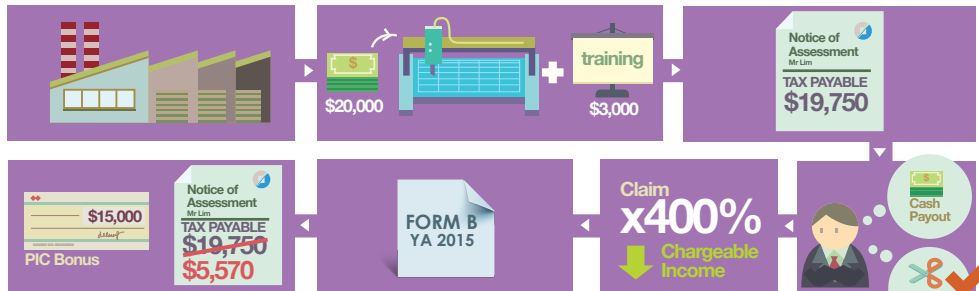 $20,000
training
$3,000
Notice of
Assessment
Mr Lim
TAX PAYABLE
$19,750
Cash
Payout
Claim
x400%
Chargeable
Income
FORM B
YA 2015
Notice of
Assessment
Mr Lim
TAX PAYABLE
$19,750
$5,570
$15,000
PIC Bonus